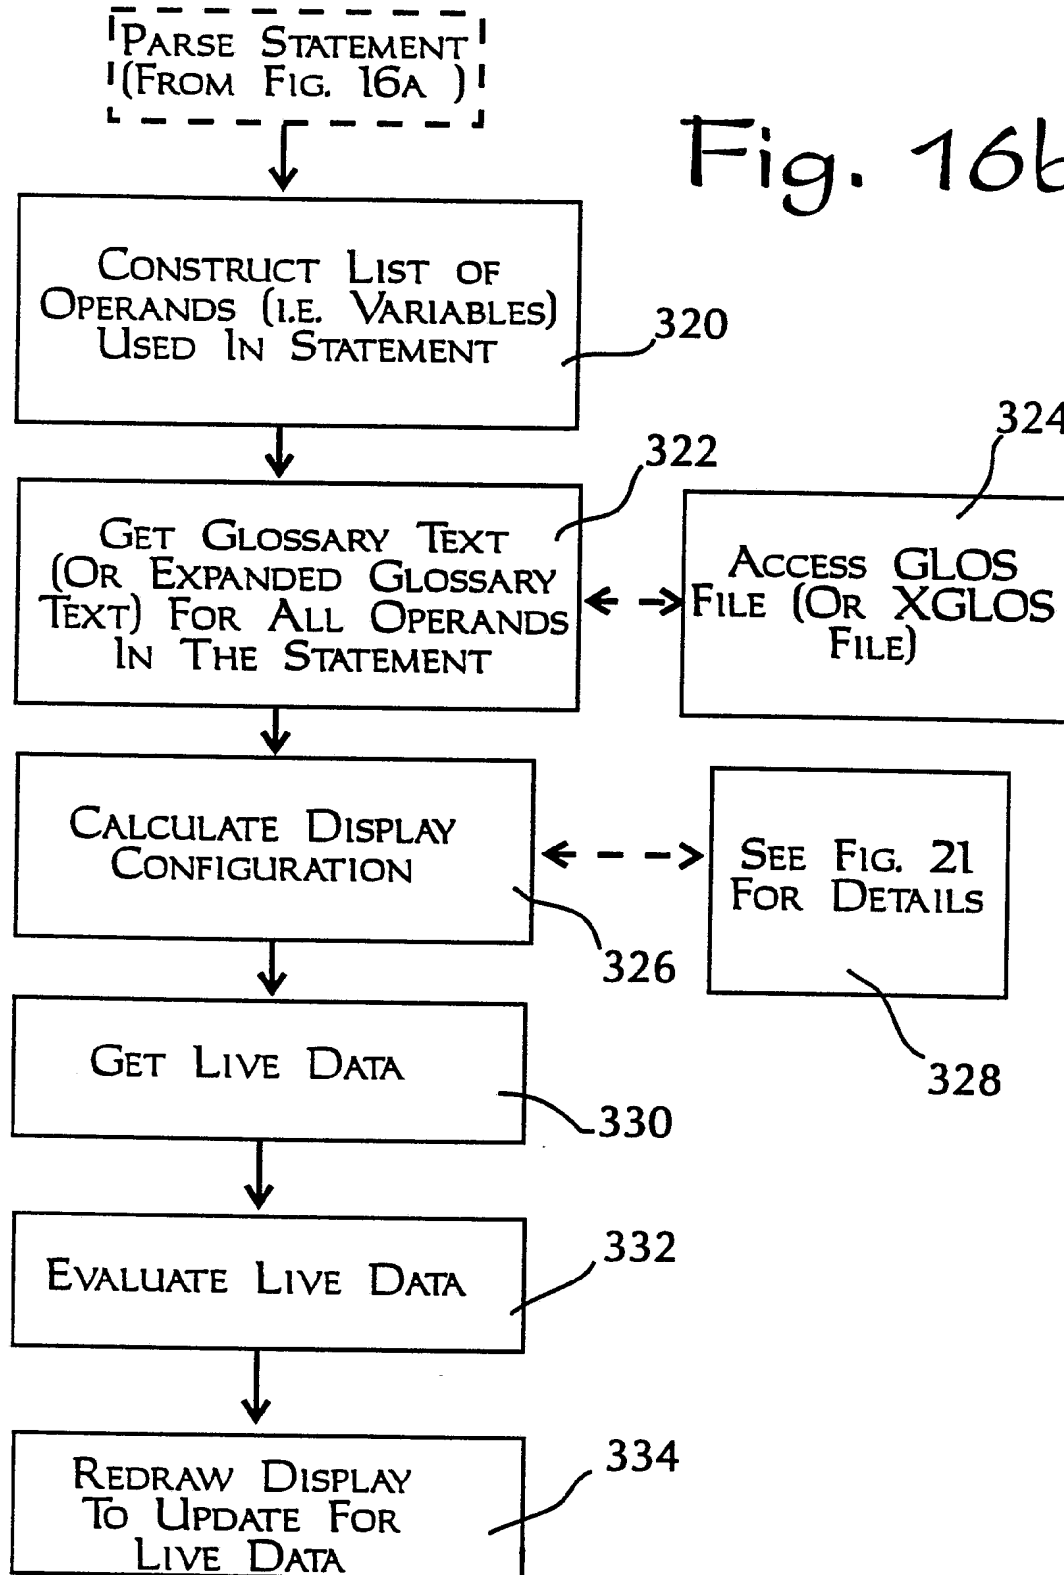 PARSE STATEMENT
(FROM FIG. 16A )
Fig. 16b
CONSTRUCT LIST OF
OPERANDS (I.E. VARIABLES)
USED IN STATEMENT
320
322
324
GET GLOSSARY TEXT
(OR EXPANDED GLOSSARY
TEXT) FOR ALL OPERANDS
IN THE STATEMENT
ACCESS GLOS
FILE (OR XGLOS
FILE)
CALCULATE DISPLAY
CONFIGURATION
326
SEE FIG. 21
FOR DETAILS
328
GET LIVE DATA
330
EVALUATE LIVE DATA
332
REDRAW DISPLAY
TO UPDATE FOR
LIVE DATA
334